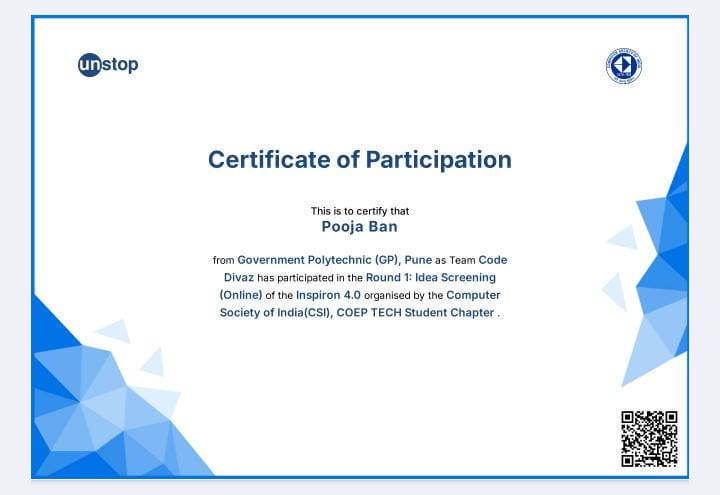 unstop
Certificate of Participation
This is to certify that
Pooja Ban
from Government Polytechnic (GP), Pune as Team Code
Divaz has participated in the Round 1: Idea Screening
(Online) of the Inspiron 4.0 organised by the Computer
Society of India(CSI), COEP TECH Student Chapter .